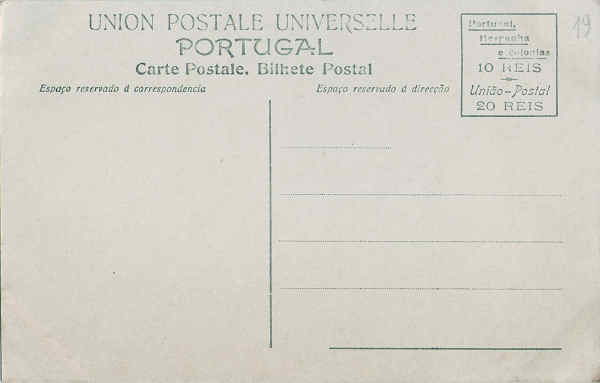 UNION POSTALE UNIVERSELLE
PORTUGAL
Carte Postale. Bilhete Postal
Espaço reservado á correspondencia
Espaço reservado á direcção
Portugal,
Hespanha
e colonias
10 REIS
União-Postal
20 REIS
19